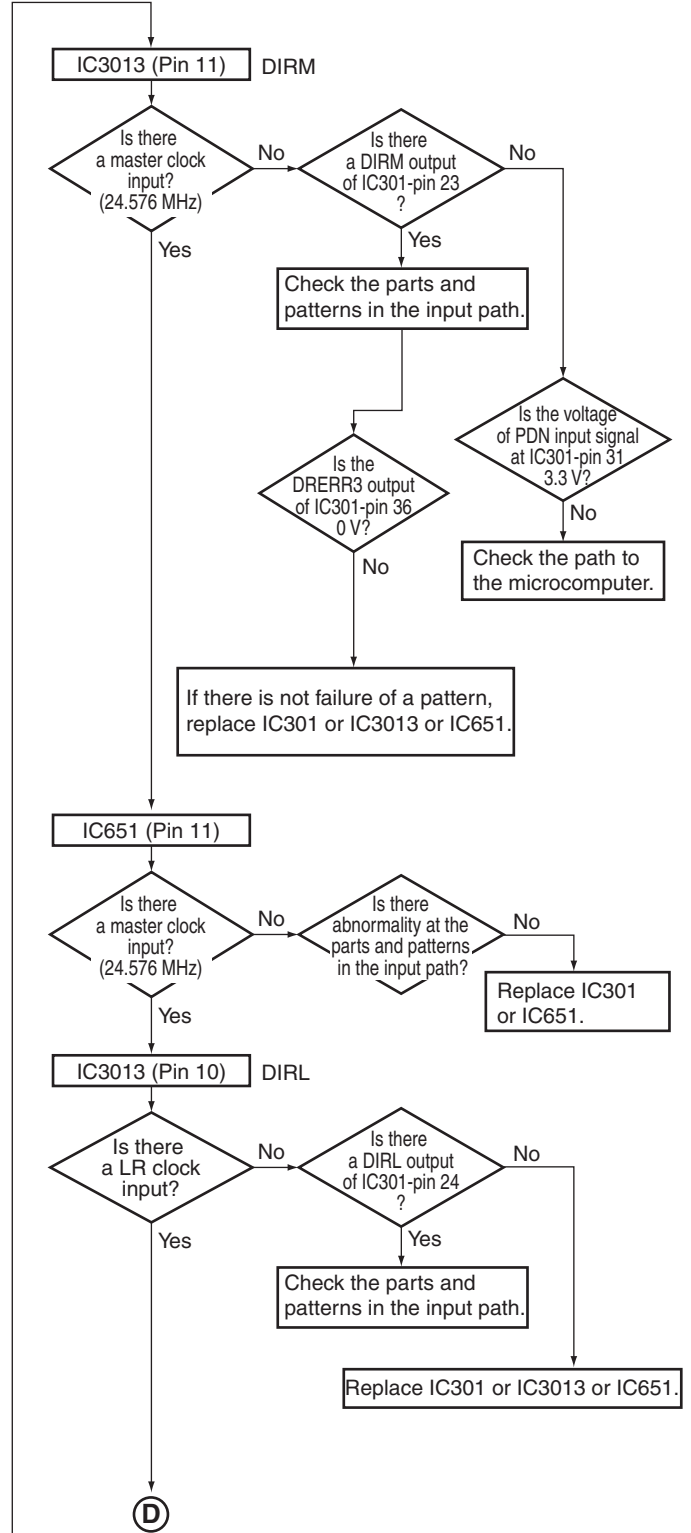 IC3013 (Pin 11)
DIRM
Is there
a master clock
input?
(24.576 MHz)
No
Is there
a DIRM output
of IC301-pin 23
?
No
Yes
Yes
Check the parts and
patterns in the input path.
Is the voltage
of PDN input signal
at IC301-pin 31
3.3 V?
Is the
DRERR3 output
of IC301-pin 36
0 V?
No
Check the path to
the microcomputer.
No
If there is not failure of a pattern,
replace IC301 or IC3013 or IC651.
IC651 (Pin 11)
Is there
a master clock
input?
(24.576 MHz)
No
Is there
abnormality at the
parts and patterns
in the input path?
No
Replace IC301
or IC651.
Yes
IC3013 (Pin 10)
DIRL
Is there
a LR clock
input?
No
Is there
a DIRL output
of IC301-pin 24
?
No
Yes
Yes
Check the parts and
patterns in the input path.
Replace IC301 or IC3013 or IC651.
D